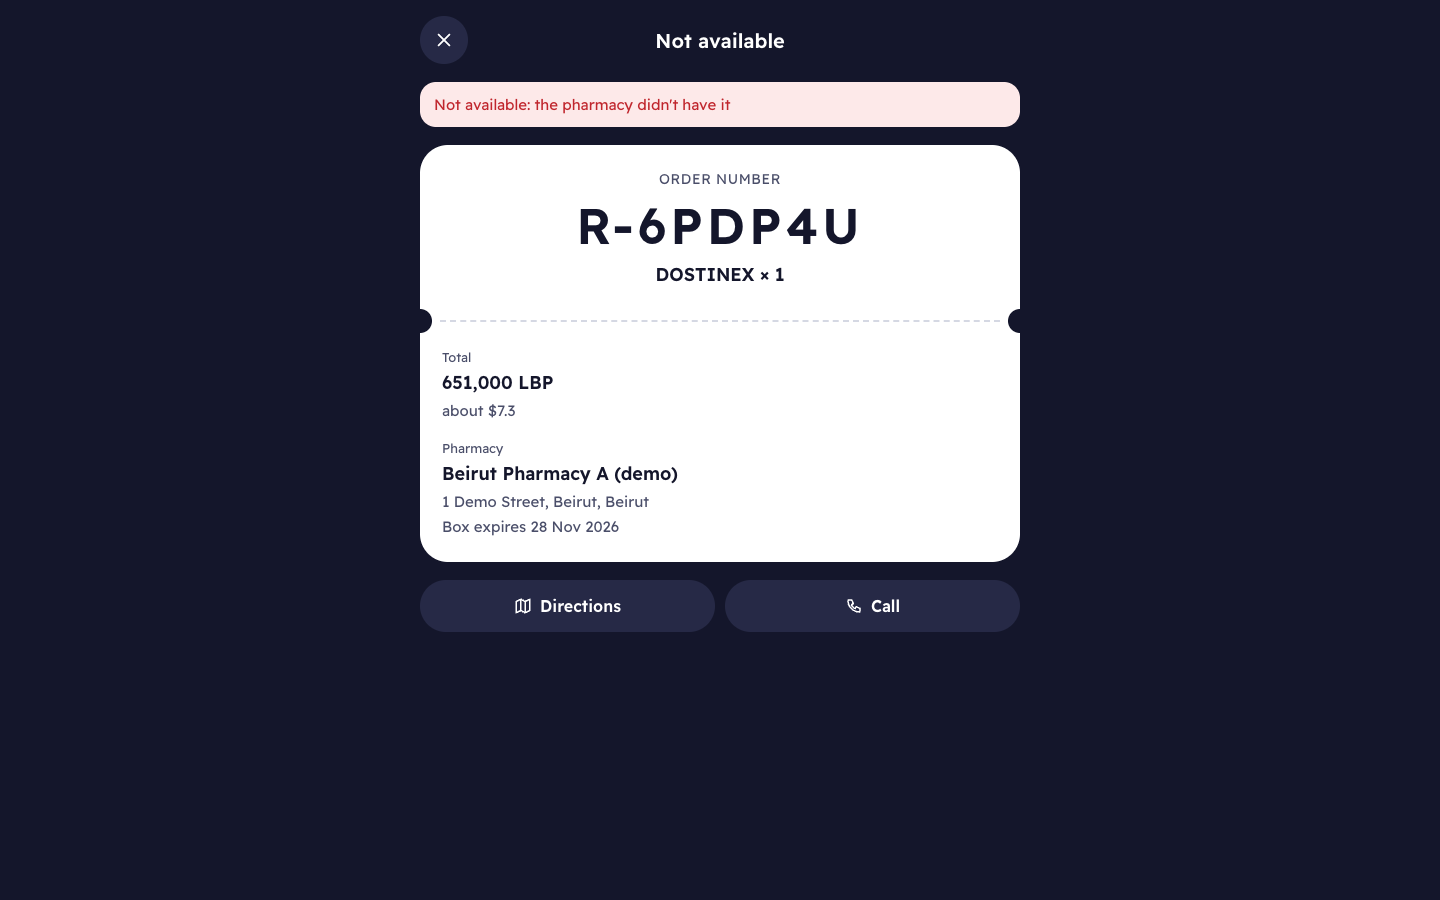 Not available
Not available: the pharmacy didn't have it
ORDER NUMBER
R-6PDP4U
DOSTINEX × 1
Total
651,000 LBP
about $7.3
Pharmacy
Beirut Pharmacy A (demo)
1 Demo Street, Beirut, Beirut
Box expires 28 Nov 2026
Directions
Call